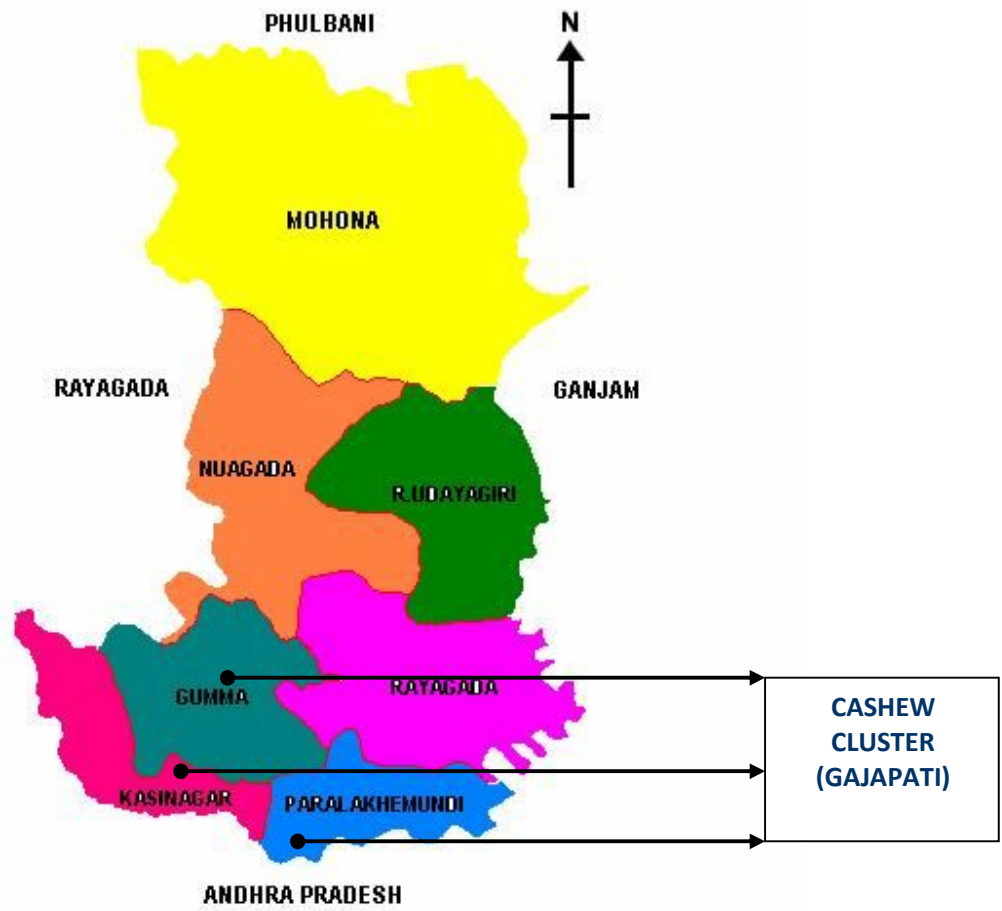 PHULBANI
N
MOHONA
RAYAGADA
GANJAM
NUAGADA
R.UDAYAGIRI
GUMMA
RAYAGADA
KASINAGAR
PARALAKHEMUNDI
CASHEW
CLUSTER
(GAJAPATI)
ANDHRA PRADESH